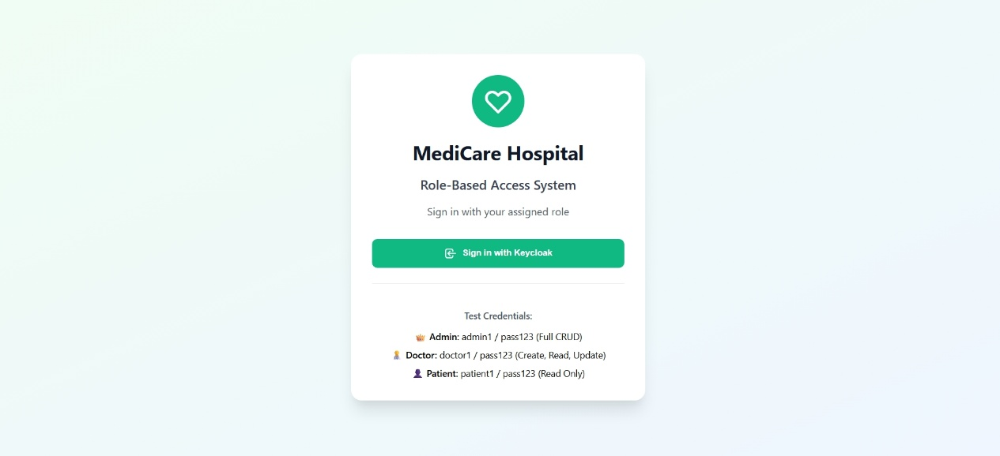 MediCare Hospital
Role-Based Access System
Sign in with your assigned role
Sign in with Keycloak
Test Credentials:
Admin: admin1 / pass123 (Full CRUD)
Doctor: doctor1 / pass123 (Create, Read, Update)
Patient: patient1 / pass123 (Read Only)